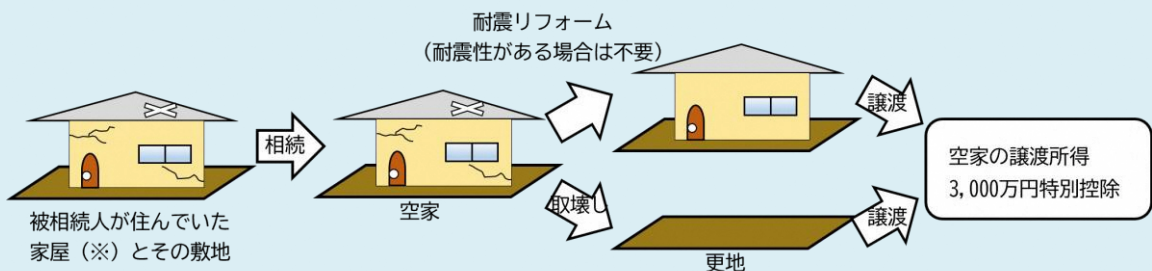 耐震リフォーム
（耐震性がある場合は不要）
相続
譲渡
空家の譲渡所得
3,000万円特別控除
被相続人が住んでいた
家屋（※）とその敷地
空家
取壊し
譲渡
更地